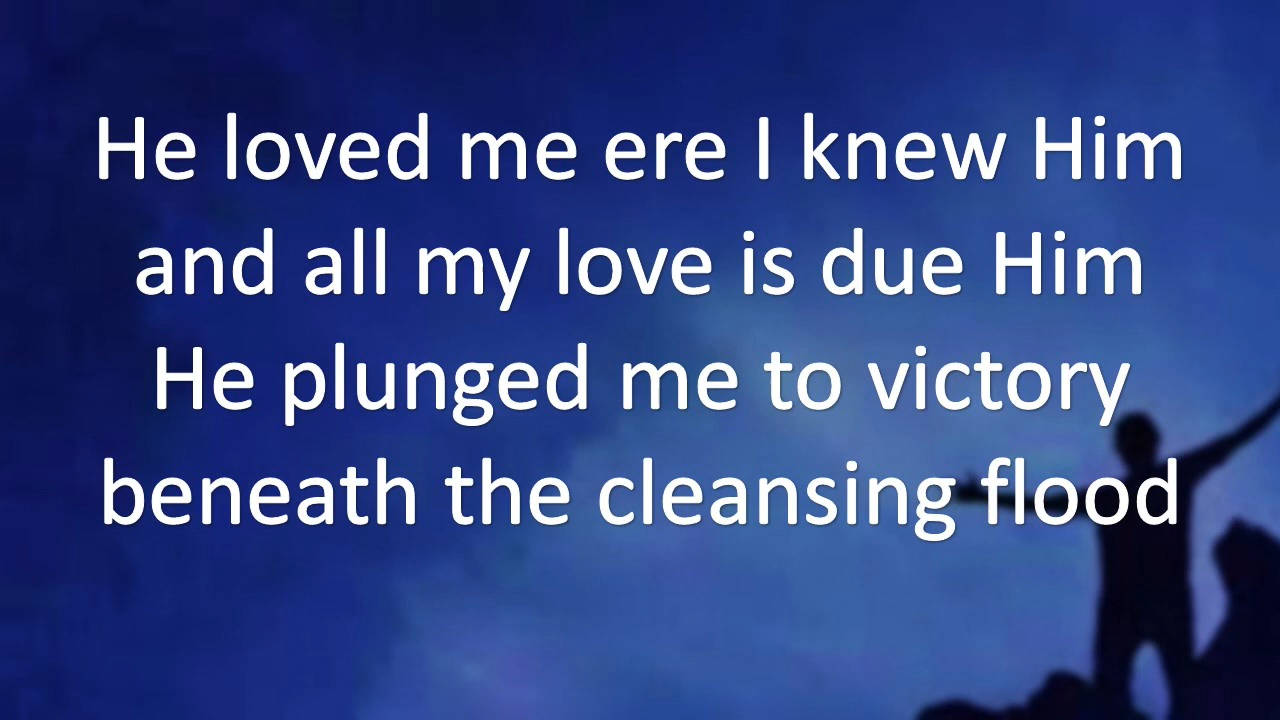 He loved me ere I knew Him
and all my love is due Him
He plunged me to victory
beneath the cleansing flood